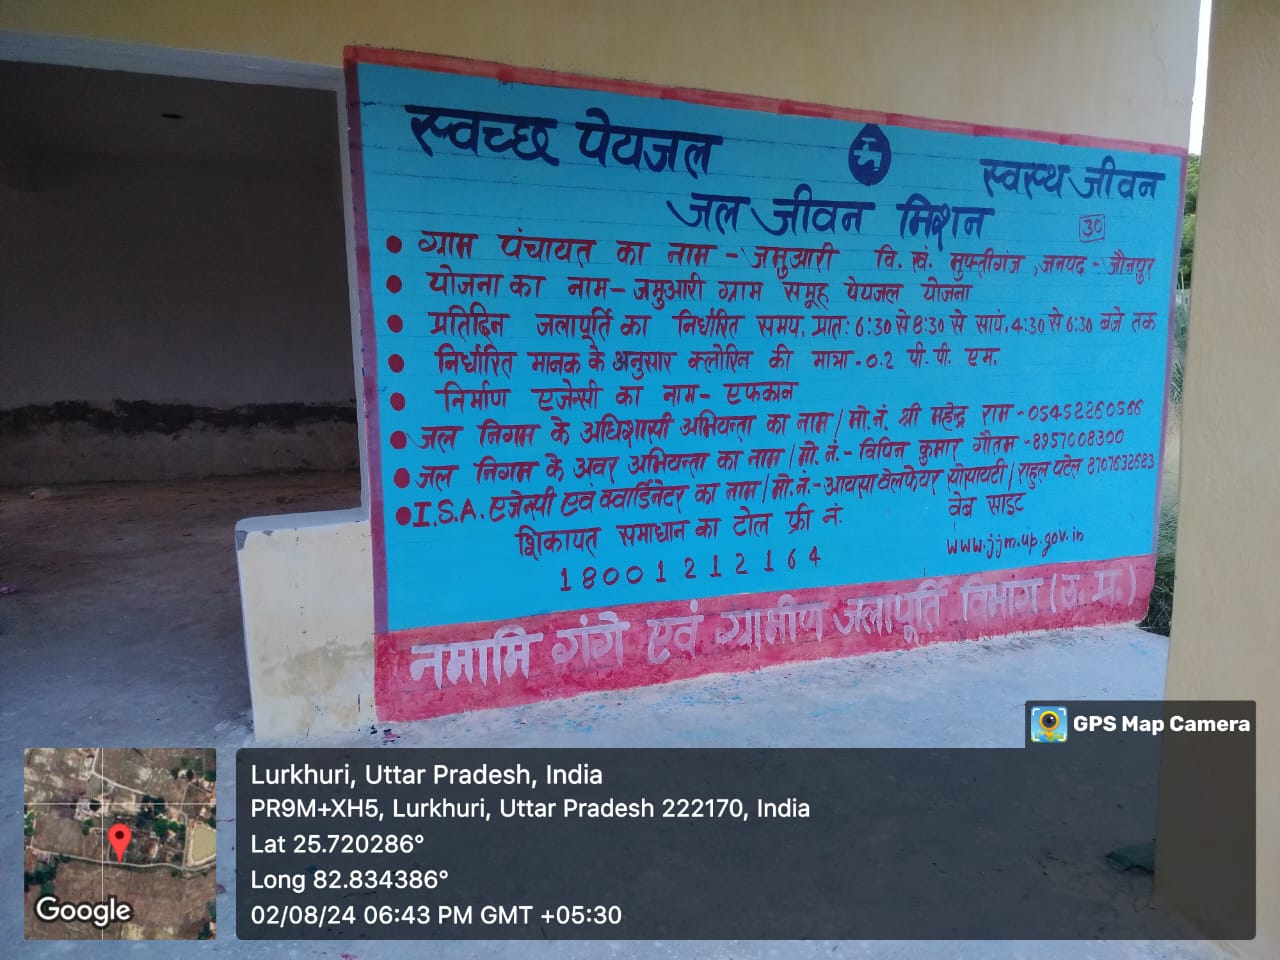 स्वच्छ पेयजल
स्वस्थ जीवन
जल जीवन मिशन
30
ग्राम पंचायत का नाम - जमुआरी वि. खं. मुफ्तीगंज, जनपद - जौनपुर
योजना का नाम - जमुआरी ग्राम समूह पेयजल योजना
प्रतिदिन जलापूर्ति का निर्धारित समय. प्रात: 6:30 से 8:30 से सायं. 4:30 से 6:30 बजे तक
निर्धारित मानक के अनुसार क्लोरिन की मात्रा - 0.2 पी. पी. एम.
निर्माण एजेन्सी का नाम - एफकान
जल निगम के अधिशासी अभियन्ता का नाम / मो.नं. श्री महेन्द्र राम - 05452260566
जल निगम के अवर अभियन्ता का नाम / मो. नं. - विपिन कुमार गौतम - 8957008300
I.S.A. एजेन्सी एवं क्वार्डिनेटर का नाम / मो.नं. - आयसा वेलफेयर सोसायटी / राहुल पटेल 8707632683
शिकायत समाधान का टोल फ्री नं.
18001212164
वेब साइट
www.jjm.up.gov.in
नमामि गंगे एवं ग्रामीण जलापूर्ति विभाग (उ. प्र.)
GPS Map Camera
Lurkhuri, Uttar Pradesh, India
PR9M+XH5, Lurkhuri, Uttar Pradesh 222170, India
Lat 25.720286°
Long 82.834386°
02/08/24 06:43 PM GMT +05:30
Google